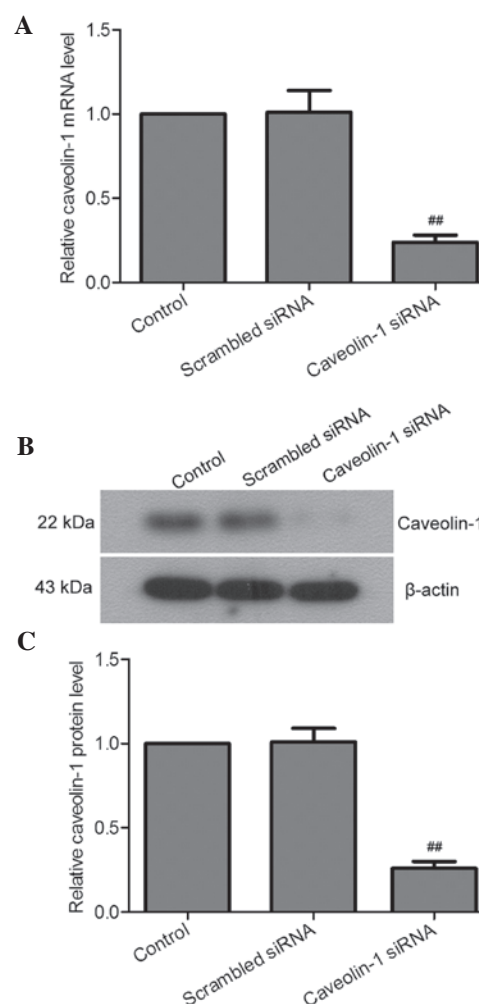 A
Relative caveolin-1 mRNA level
1.5
1.0
0.5
0.0
##
Control
Scrambled siRNA
Caveolin-1 siRNA
B
Control
Scrambled siRNA
Caveolin-1 siRNA
22 kDa
Caveolin-1
43 kDa
β-actin
C
Relative caveolin-1 protein level
1.5
1.0
0.5
0.0
##
Control
Scrambled siRNA
Caveolin-1 siRNA